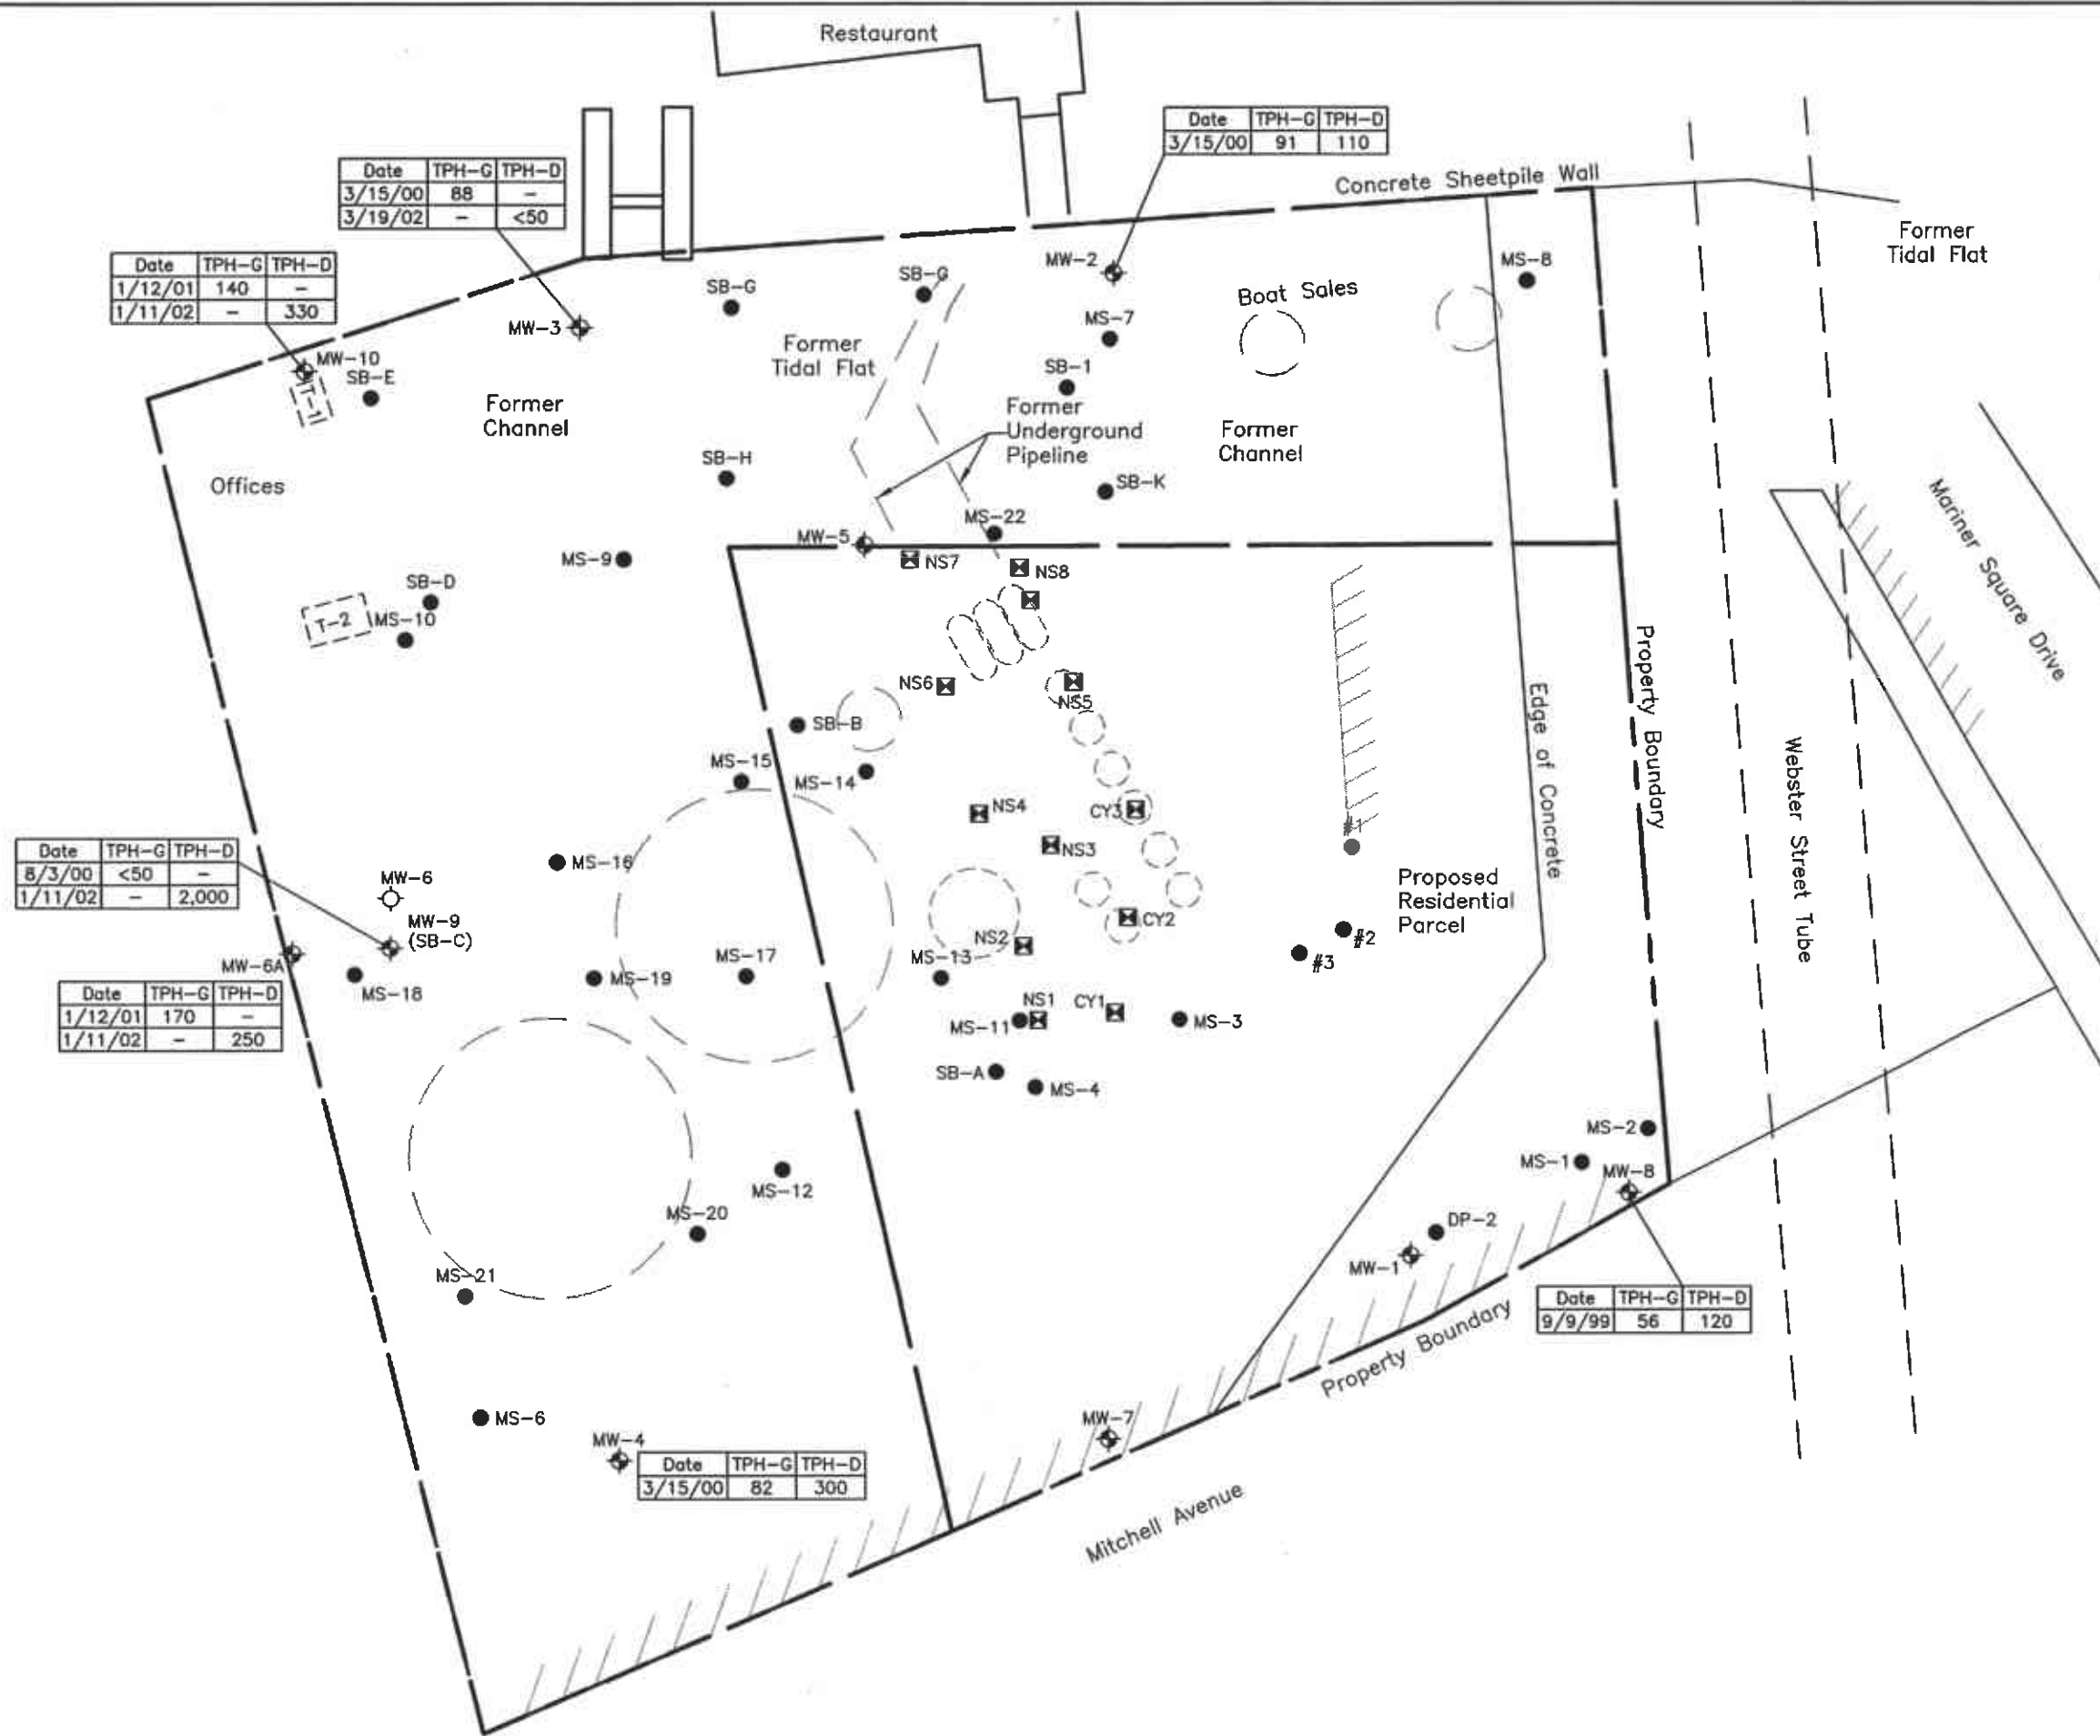 Restaurant
Date TPH-G TPH-D
3/15/00 91 110
Date TPH-G TPH-D
3/15/00 88 -
3/19/02 - <50
Concrete Sheetpile Wall
Former
Tidal Flat
Date TPH-G TPH-D
1/12/01 140 -
1/11/02 - 330
MW-2
MS-8
SB-G
SB-G
Boat Sales
MW-3
MS-7
Former
Tidal Flat
MW-10
SB-E
T-1
SB-1
Former
Channel
Former
Underground
Pipeline
Former
Channel
SB-H
Offices
SB-K
Mariner Square Drive
MS-22
MW-5
MS-9
NS7
NS8
SB-D
T-2
MS-10
NS6
NS5
Edge of Concrete
Property Boundary
Webster Street Tube
SB-B
MS-15
MS-14
NS4
CY3
#1
NS3
Date TPH-G TPH-D
8/3/00 <50 -
1/11/02 - 2,000
MS-16
MW-6
Proposed
Residential
Parcel
MW-9
(SB-C)
CY2
#2
NS2
#3
MW-6A
MS-18
MS-19
MS-17
MS-13
Date TPH-G TPH-D
1/12/01 170 -
1/11/02 - 250
NS1
CY1
MS-11
MS-3
SB-A
MS-4
MS-2
MS-1
MW-8
MS-12
MS-20
DP-2
MW-1
MS-21
Date TPH-G TPH-D
9/9/99 56 120
Property Boundary
MS-6
MW-7
MW-4
Date TPH-G TPH-D
3/15/00 82 300
Mitchell Avenue